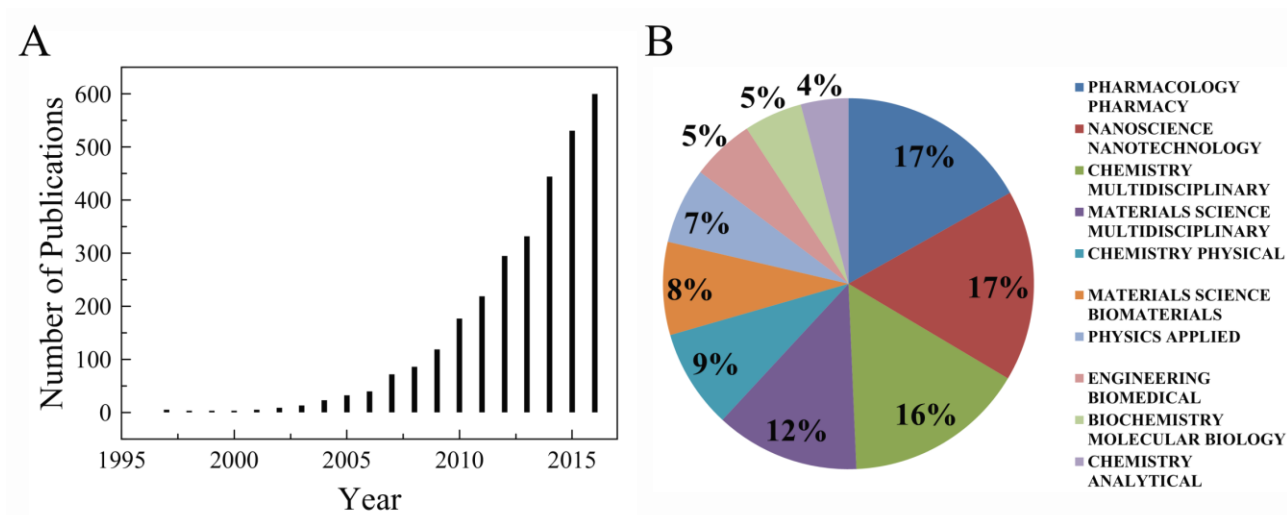 A
Number of Publications
600
500
400
300
200
100
0
1995
2000
2005
2010
2015
Year
B
17%
17%
16%
12%
9%
8%
7%
5%
5%
4%
PHARMACOLOGY
PHARMACY
NANOSCIENCE
NANOTECHNOLOGY
CHEMISTRY
MULTIDISCIPLINARY
MATERIALS SCIENCE
MULTIDISCIPLINARY
CHEMISTRY PHYSICAL
MATERIALS SCIENCE
BIOMATERIALS
PHYSICS APPLIED
ENGINEERING
BIOMEDICAL
BIOCHEMISTRY
MOLECULAR BIOLOGY
CHEMISTRY
ANALYTICAL